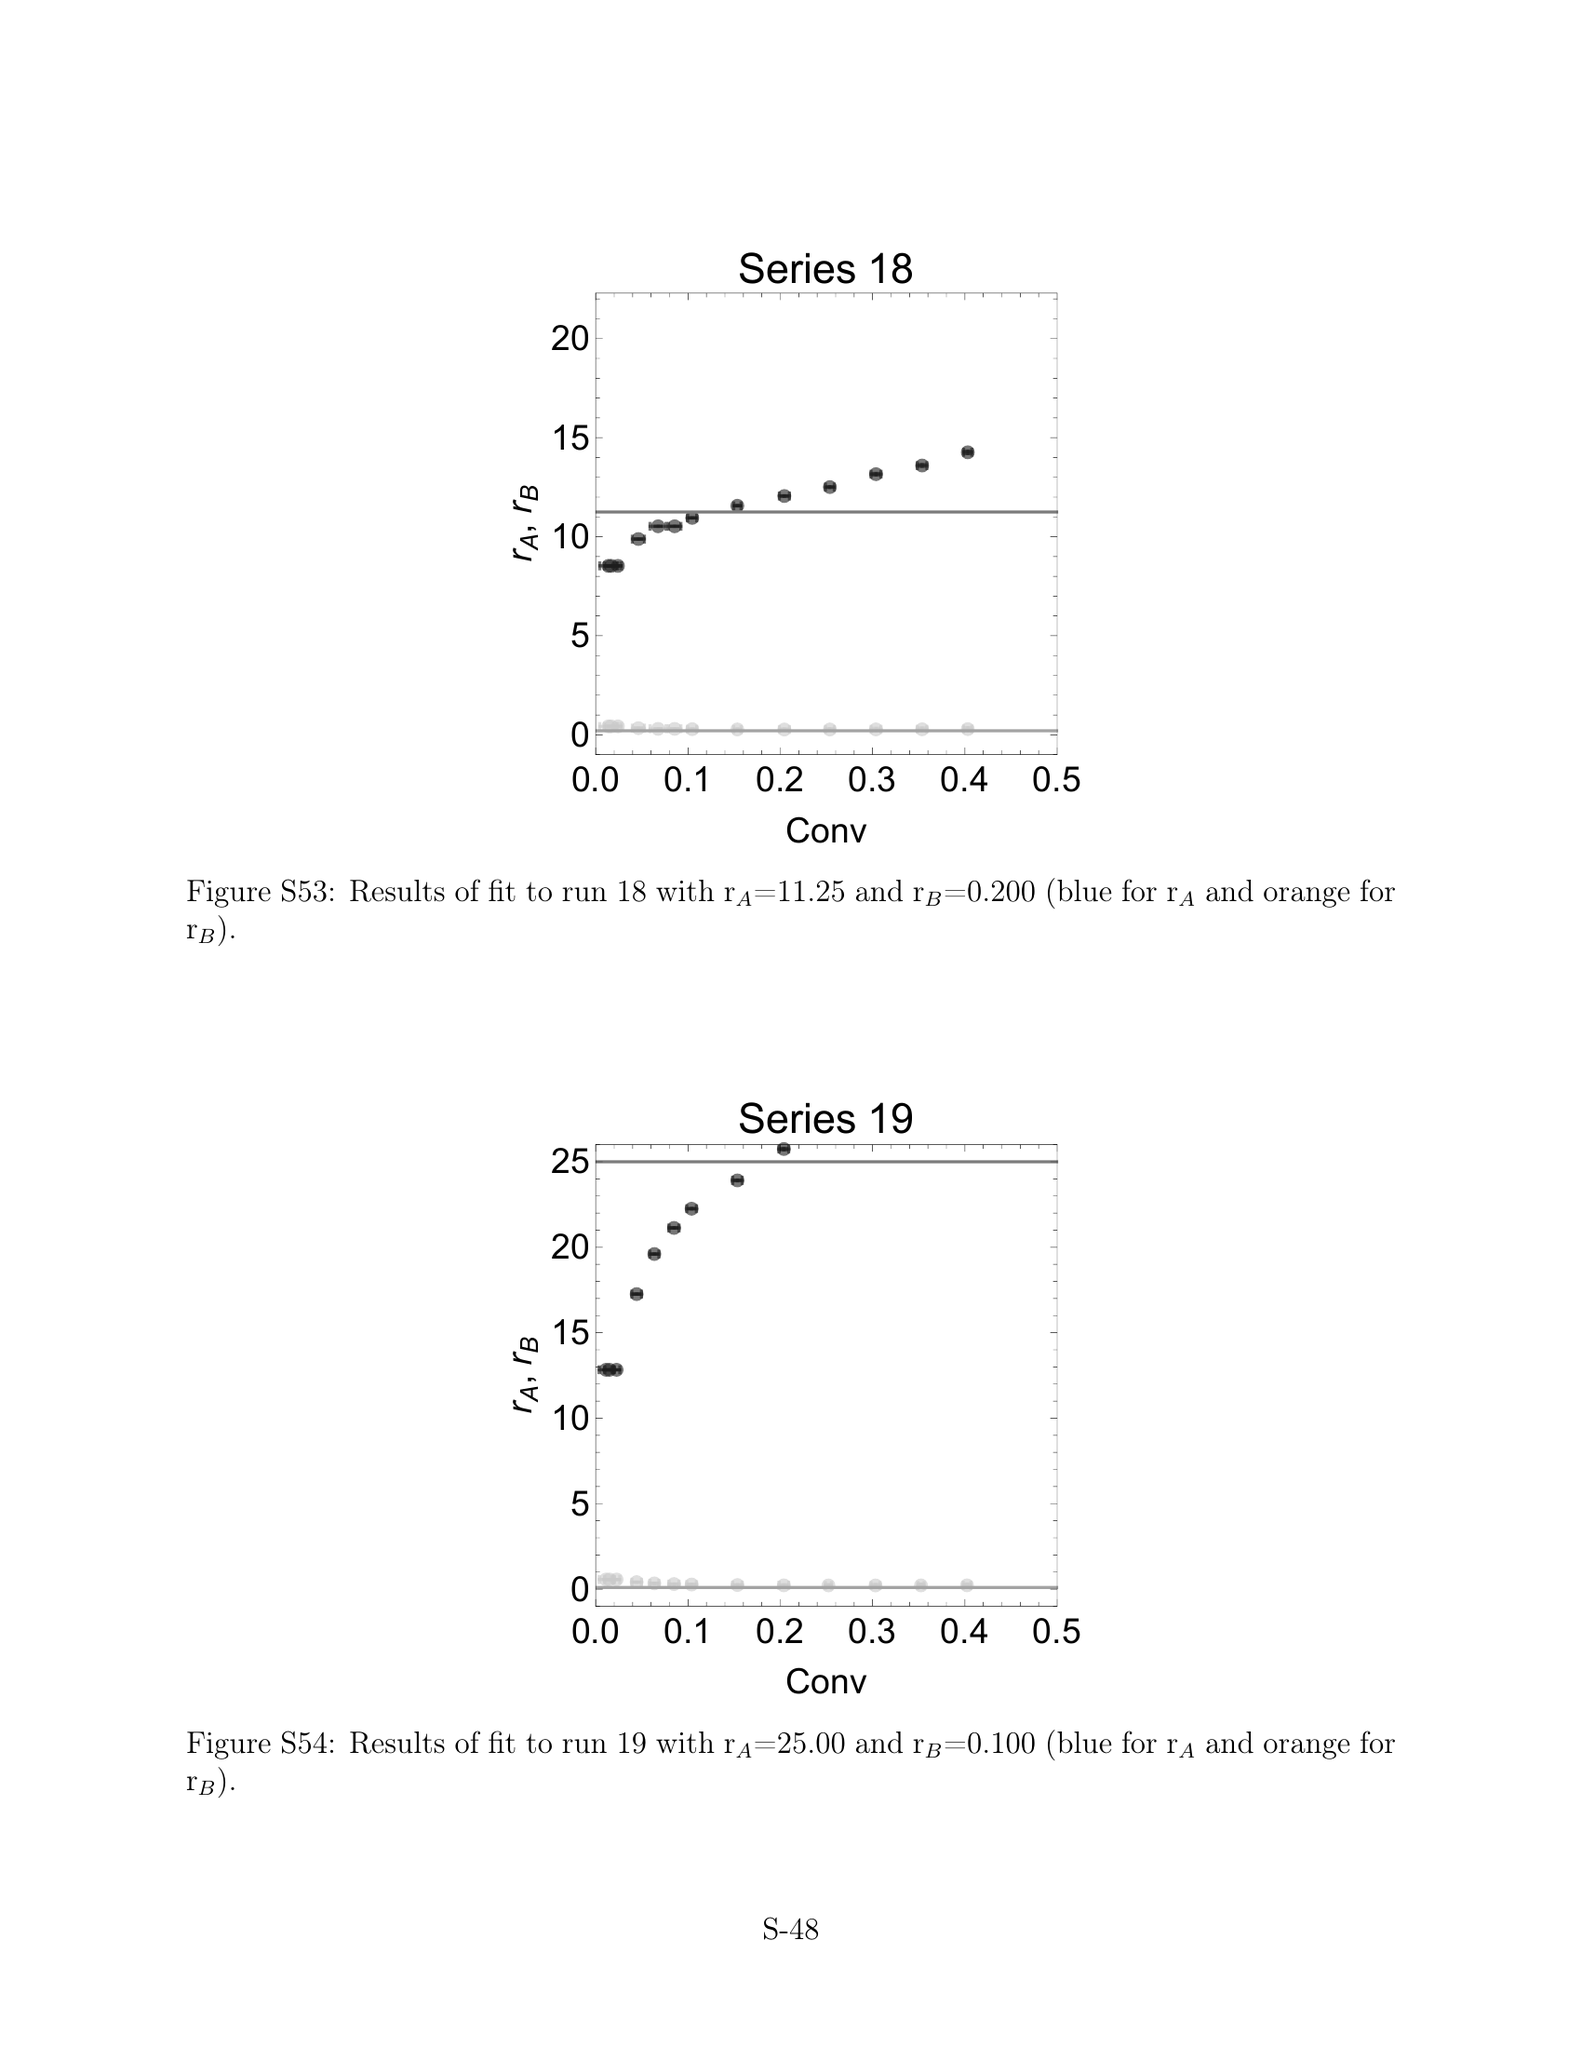 Series 18
20
15
10
5
0
r_A, r_B
0.0 0.1 0.2 0.3 0.4 0.5
Conv
Figure S53: Results of fit to run 18 with r_A=11.25 and r_B=0.200 (blue for r_A and orange for
r_B).
Series 19
25
20
15
10
5
0
r_A, r_B
0.0 0.1 0.2 0.3 0.4 0.5
Conv
Figure S54: Results of fit to run 19 with r_A=25.00 and r_B=0.100 (blue for r_A and orange for
r_B).
S-48